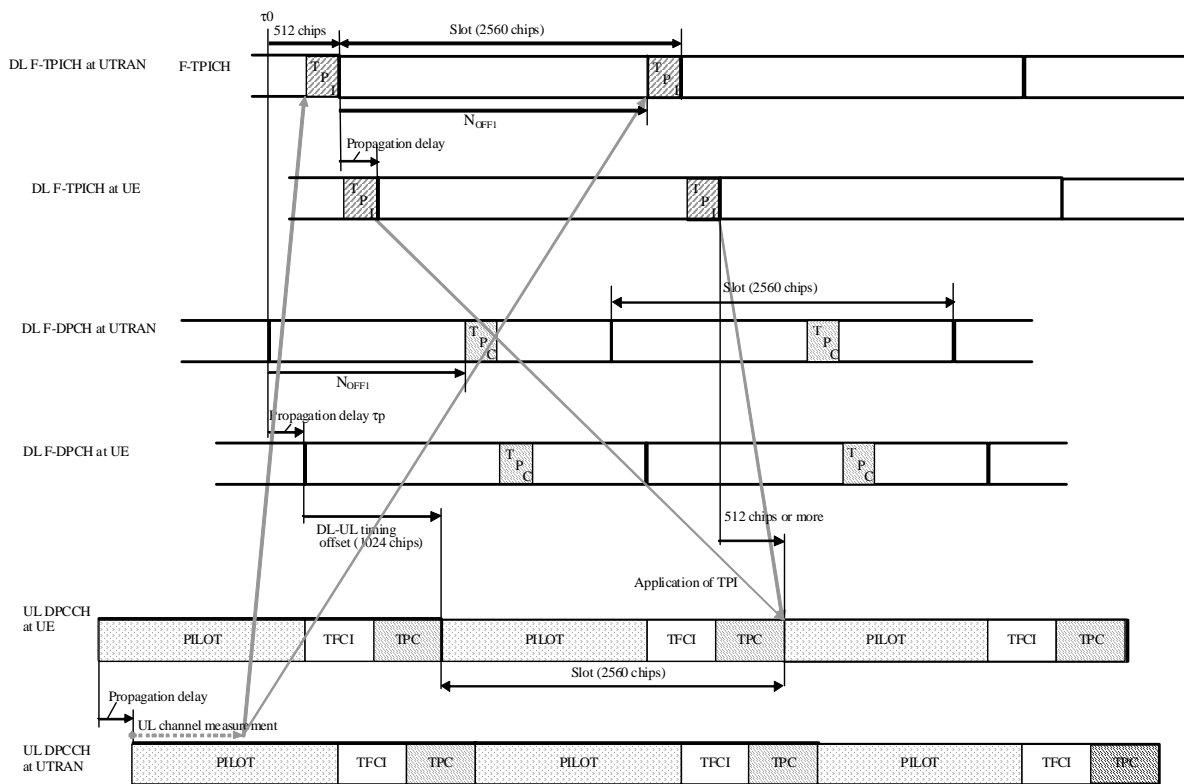 τ0
512 chips
Slot (2560 chips)
DL F-TPICH at UTRAN
F-TPICH
T P I
T P I
N OFF1
Propagation delay
DL F-TPICH at UE
T P I
T P I
Slot (2560 chips)
DL F-DPCH at UTRAN
T P C
T P C
N OFF1
Propagation delay τp
DL F-DPCH at UE
T P C
T P C
DL-UL timing
offset (1024 chips)
512 chips or more
Application of TPI
UL DPCCH
at UE
PILOT TFCI TPC PILOT TFCI TPC PILOT TFCI TPC
Slot (2560 chips)
Propagation delay
UL channel measurement
UL DPCCH
at UTRAN
PILOT TFCI TPC PILOT TFCI TPC PILOT TFCI TPC